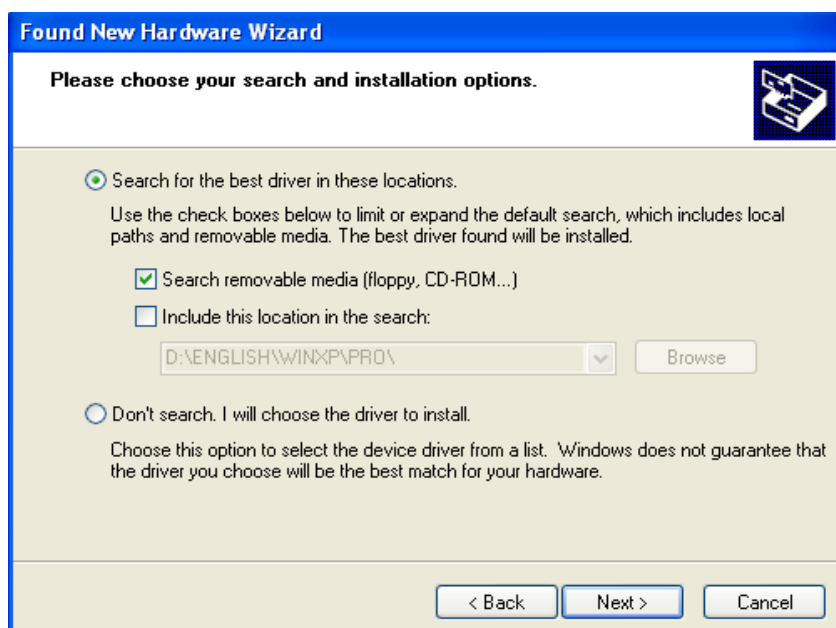 Found New Hardware Wizard
Please choose your search and installation options.
Search for the best driver in these locations.
Use the check boxes below to limit or expand the default search, which includes local
paths and removable media. The best driver found will be installed.
Search removable media (floppy, CD-ROM...)
Include this location in the search:
D:\ENGLISH\WINXP\PRO\
Browse
Don't search. I will choose the driver to install.
Choose this option to select the device driver from a list. Windows does not guarantee that
the driver you choose will be the best match for your hardware.
< Back Next > Cancel